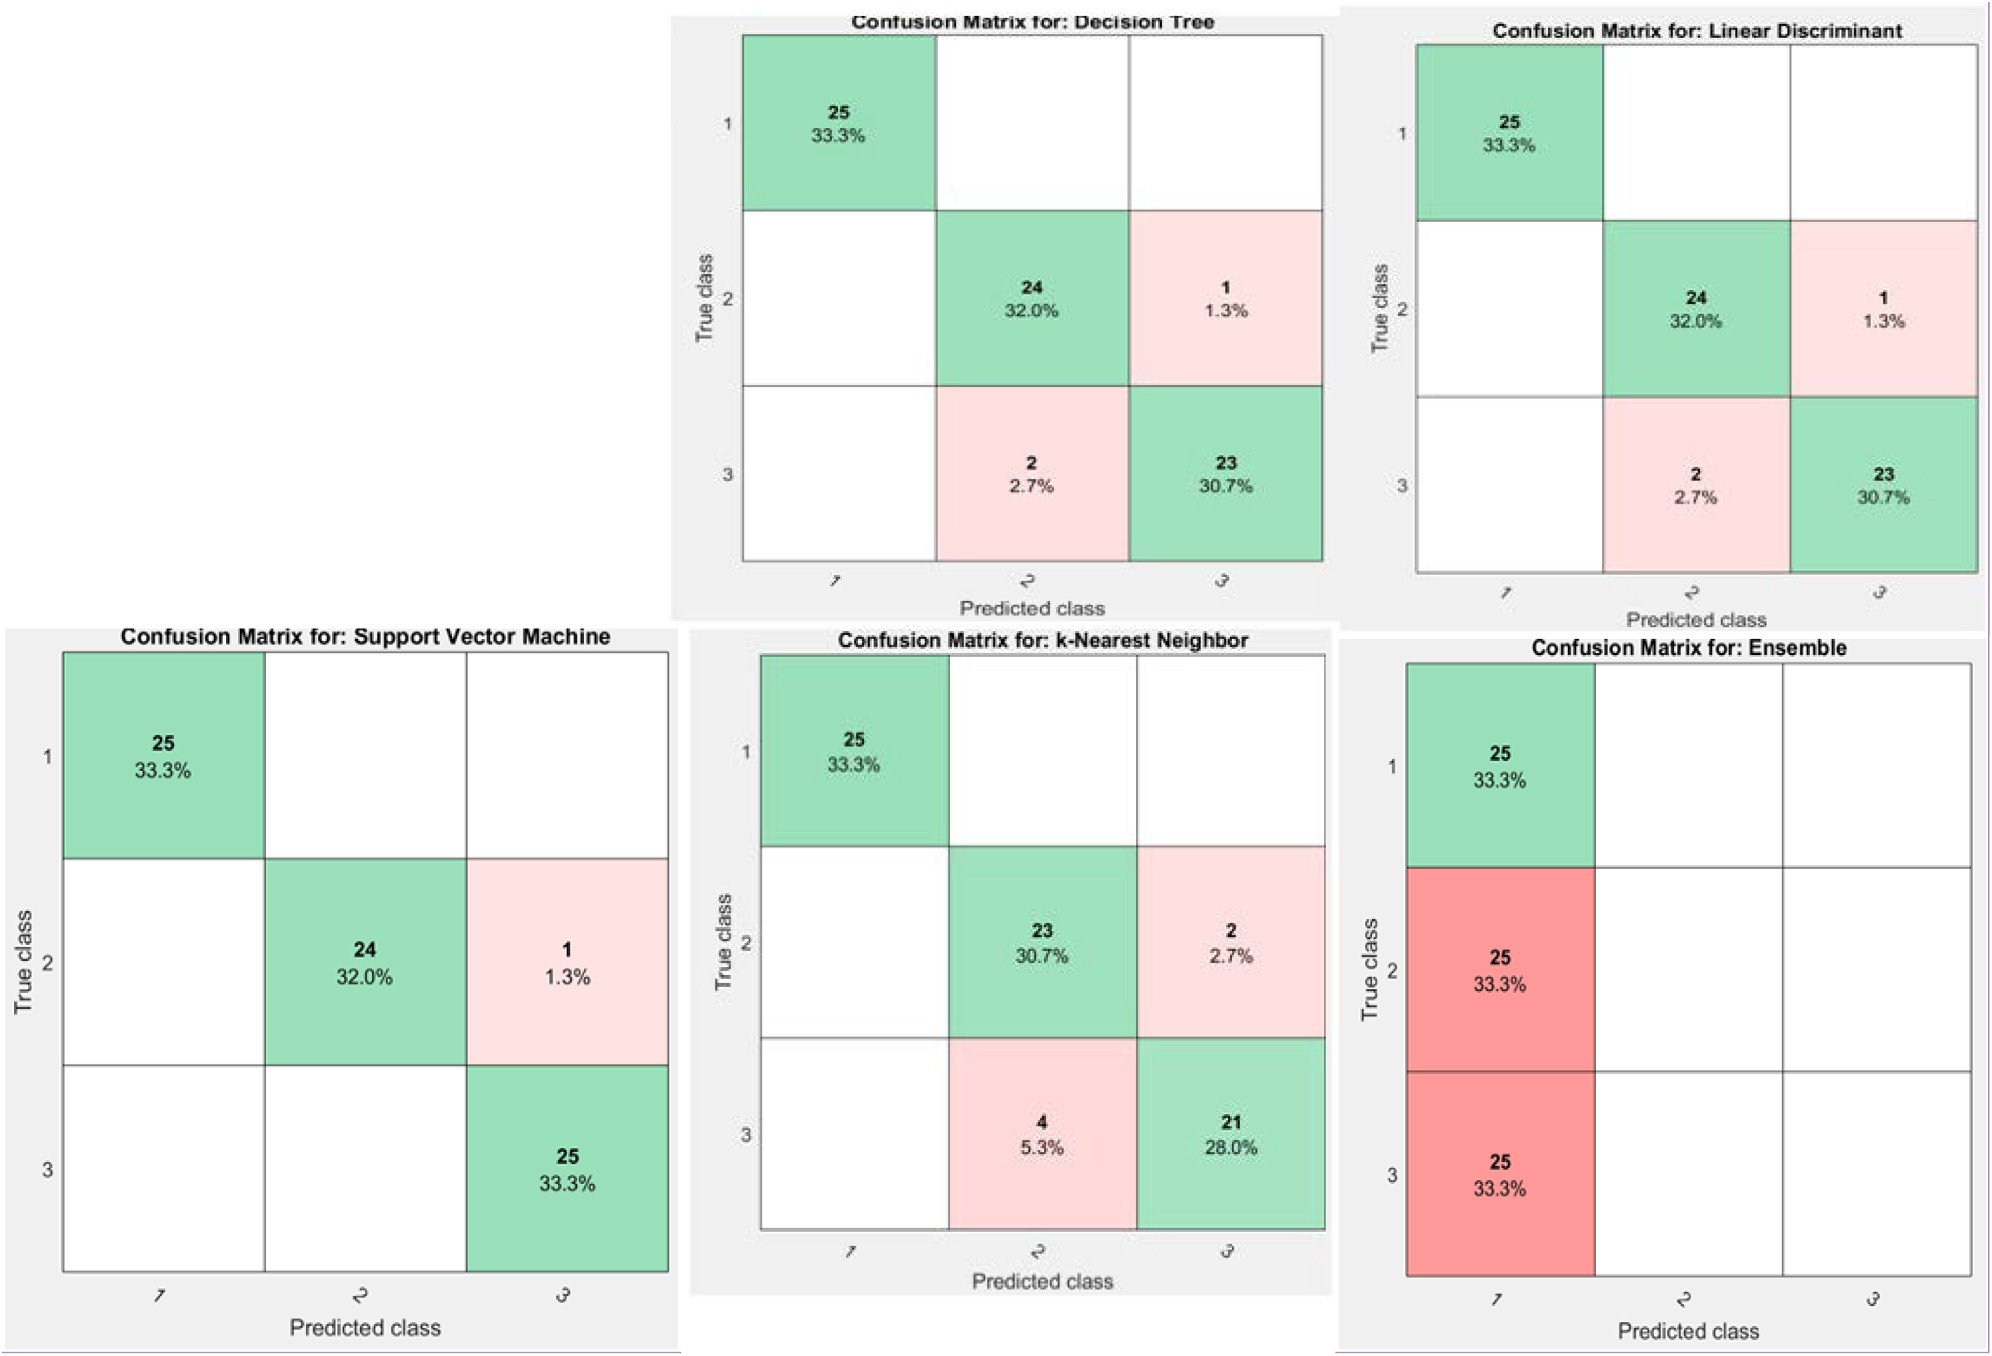 Confusion Matrix for: Decision Tree
True class
1
25
33.3%
2
24
32.0%
1
1.3%
3
2
2.7%
23
30.7%
1 2 3
Predicted class
Confusion Matrix for: Linear Discriminant
True class
1
25
33.3%
2
24
32.0%
1
1.3%
3
2
2.7%
23
30.7%
1 2 3
Predicted class
Confusion Matrix for: Support Vector Machine
True class
1
25
33.3%
2
24
32.0%
1
1.3%
3
25
33.3%
1 2 3
Predicted class
Confusion Matrix for: k-Nearest Neighbor
True class
1
25
33.3%
2
23
30.7%
2
2.7%
3
4
5.3%
21
28.0%
1 2 3
Predicted class
Confusion Matrix for: Ensemble
True class
1
25
33.3%
2
25
33.3%
3
25
33.3%
1 2 3
Predicted class